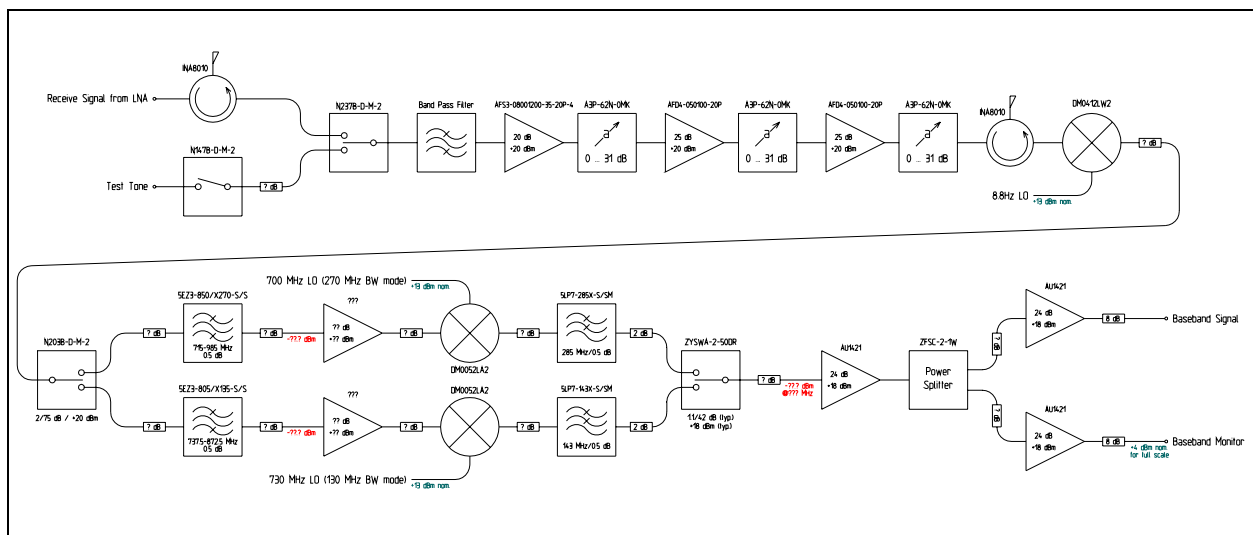 INA8010
Receive Signal from LNA
N237B-D-M-2
Band Pass Filter
AFS3-08001200-35-20P-4
20 dB
+20 dBm
A3P-62N-0MK
a
0 ... 31 dB
AFD4-050100-20P
25 dB
+20 dBm
A3P-62N-0MK
a
0 ... 31 dB
AFD4-050100-20P
25 dB
+20 dBm
A3P-62N-0MK
a
0 ... 31 dB
INA8010
DM0412LW2
? dB
N147B-D-M-2
Test Tone
? dB
8.8Hz LO
+13 dBm nom.
700 MHz LO (270 MHz BW mode)
+13 dBm nom.
N203B-D-M-2
2/75 dB / +20 dBm
? dB
5EZ3-850/X270-S/S
715-985 MHz
0.5 dB
? dB
-??.? dBm
???
?? dB
+?? dBm
? dB
DM0052LA2
? dB
5LP7-285X-S/SM
285 MHz/0.5 dB
2 dB
? dB
5EZ3-805/X135-S/S
737.5-872.5 MHz
0.5 dB
? dB
-??.? dBm
???
?? dB
+?? dBm
? dB
DM0052LA2
? dB
5LP7-143X-S/SM
143 MHz/0.5 dB
2 dB
730 MHz LO (130 MHz BW mode)
+13 dBm nom.
ZYSWA-2-50DR
1.1/42 dB (typ)
+18 dBm (typ)
? dB
-??.? dBm
@??? MHz
AU1421
24 dB
+18 dBm
ZFSC-2-1W
Power
Splitter
? dB
AU1421
24 dB
+18 dBm
8 dB
Baseband Signal
? dB
AU1421
24 dB
+18 dBm
8 dB
+4 dBm nom.
for full scale
Baseband Monitor